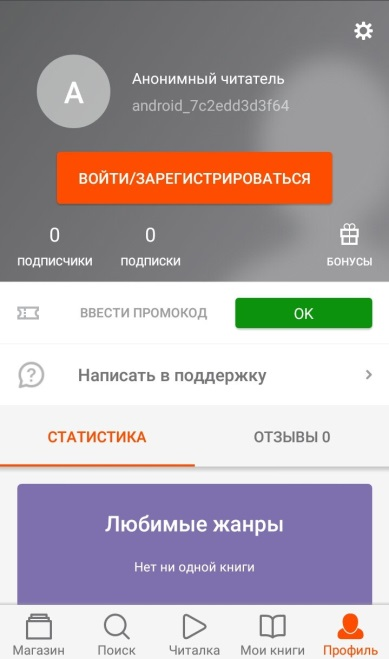 А
Анонимный читатель
android_7c2edd3d3f64
ВОЙТИ/ЗАРЕГИСТРИРОВАТЬСЯ
0 0
ПОДПИСЧИКИ ПОДПИСКИ БОНУСЫ
ВВЕСТИ ПРОМОКОД OK
Написать в поддержку
СТАТИСТИКА ОТЗЫВЫ 0
Любимые жанры
Нет ни одной книги
Магазин Поиск Читалка Мои книги Профиль